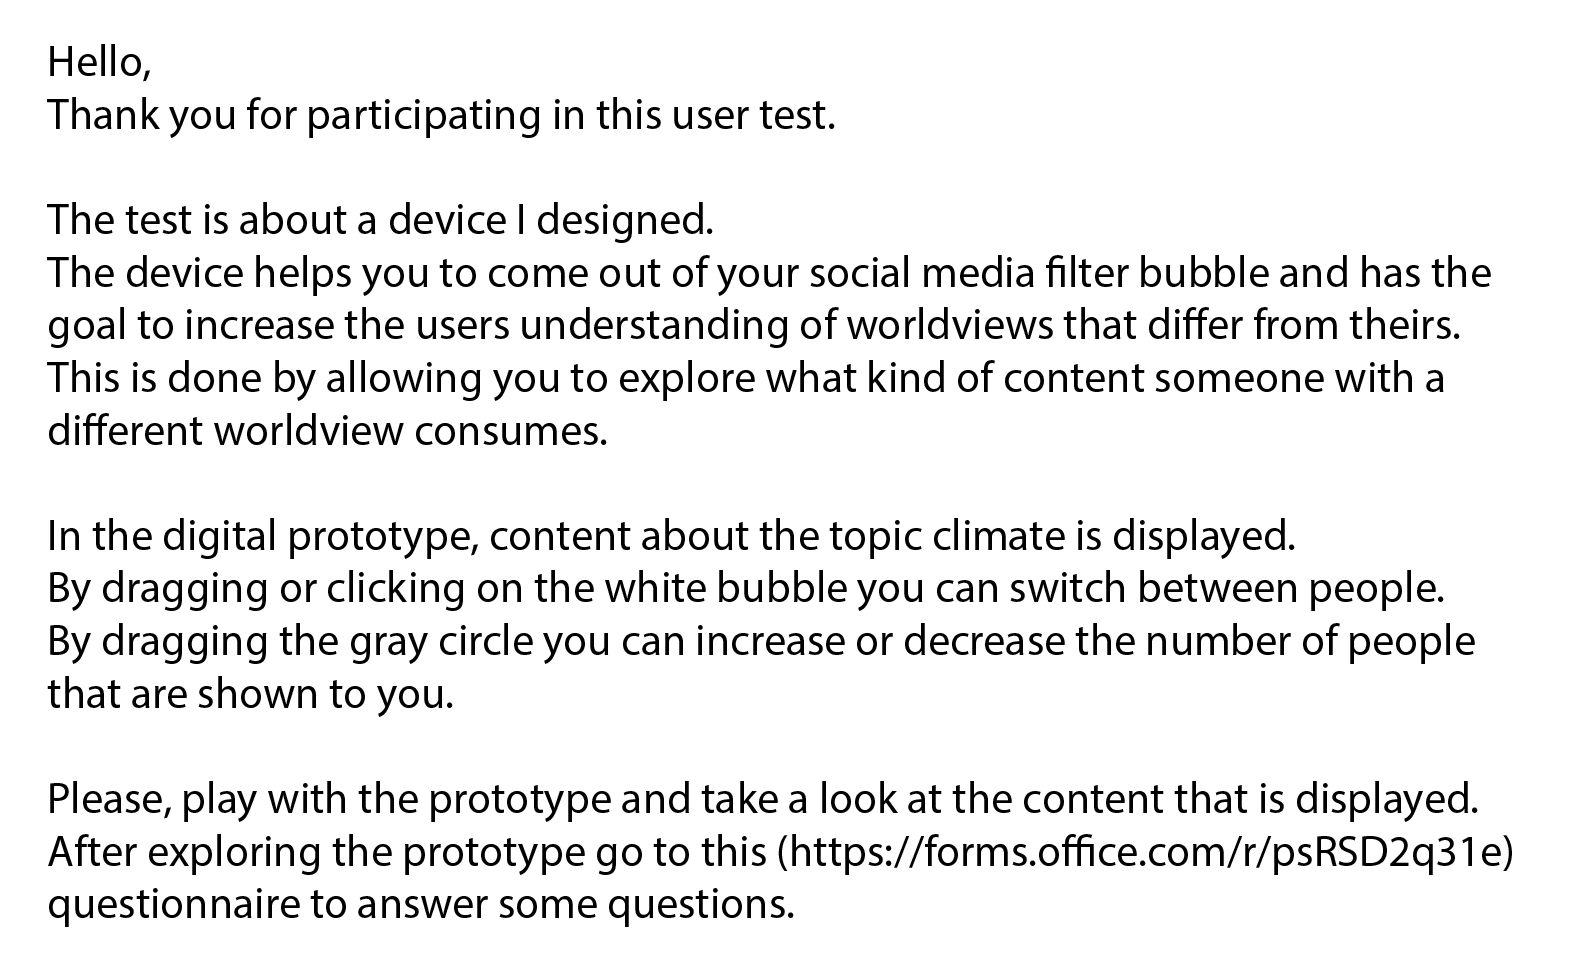 Hello,
Thank you for participating in this user test.
The test is about a device I designed.
The device helps you to come out of your social media filter bubble and has the
goal to increase the users understanding of worldviews that differ from theirs.
This is done by allowing you to explore what kind of content someone with a
different worldview consumes.
In the digital prototype, content about the topic climate is displayed.
By dragging or clicking on the white bubble you can switch between people.
By dragging the gray circle you can increase or decrease the number of people
that are shown to you.
Please, play with the prototype and take a look at the content that is displayed.
After exploring the prototype go to this (https://forms.office.com/r/psRSD2q31e)
questionnaire to answer some questions.